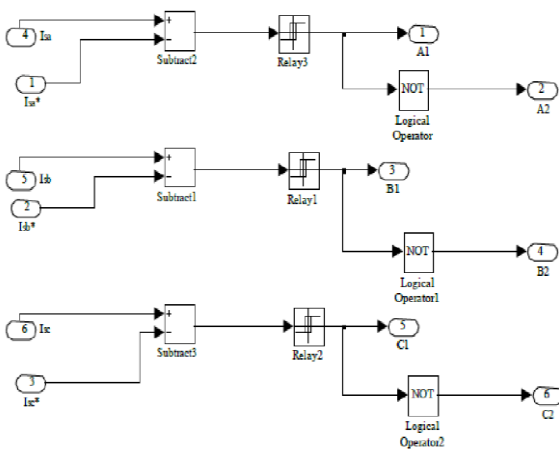 4 Isa
+
−
Subtract2
Relay3
1
A1
1
Isa*
NOT
Logical
Operator
2
A2
5 Isb
+
−
Subtract1
Relay1
3
B1
2
Isb*
NOT
Logical
Operator1
4
B2
6 Isc
+
−
Subtract3
Relay2
5
C1
3
Isc*
NOT
Logical
Operator2
6
C2